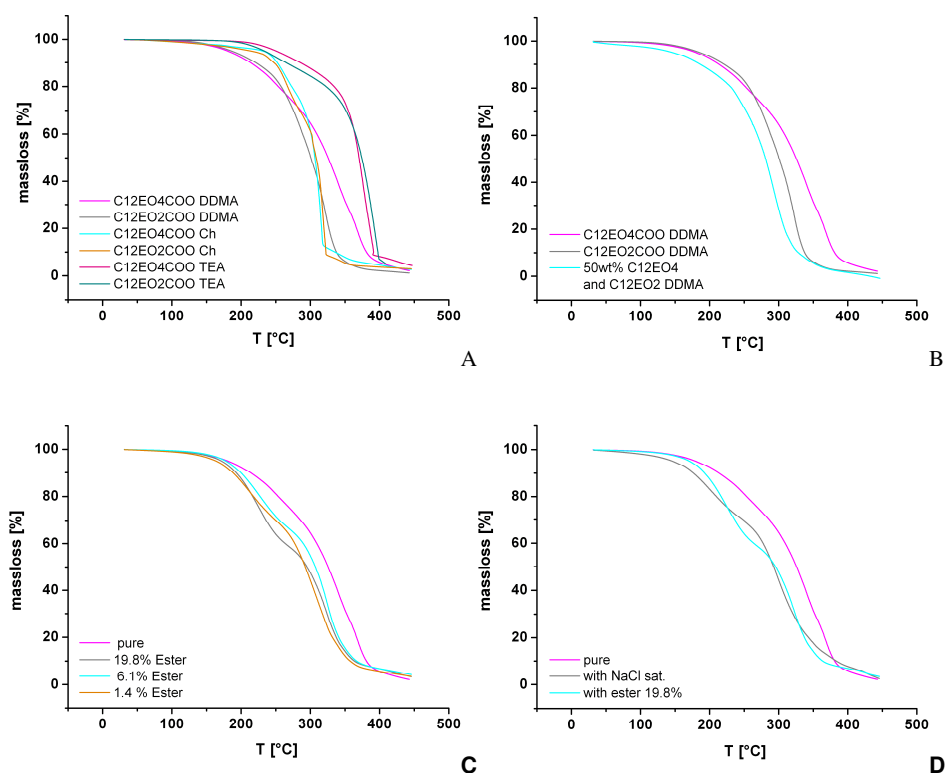 100
80
60
40
20
0
massloss [%]
C12EO4COO DDMA
C12EO2COO DDMA
C12EO4COO Ch
C12EO2COO Ch
C12EO4COO TEA
C12EO2COO TEA
0 100 200 300 400 500
T [°C]
A
100
80
60
40
20
0
massloss [%]
C12EO4COO DDMA
C12EO2COO DDMA
50wt% C12EO4
and C12EO2 DDMA
0 100 200 300 400 500
T [°C]
B
100
80
60
40
20
0
massloss [%]
pure
19.8% Ester
6.1% Ester
1.4 % Ester
0 100 200 300 400 500
T [°C]
C
100
80
60
40
20
0
massloss [%]
pure
with NaCl sat.
with ester 19.8%
0 100 200 300 400 500
T [°C]
D